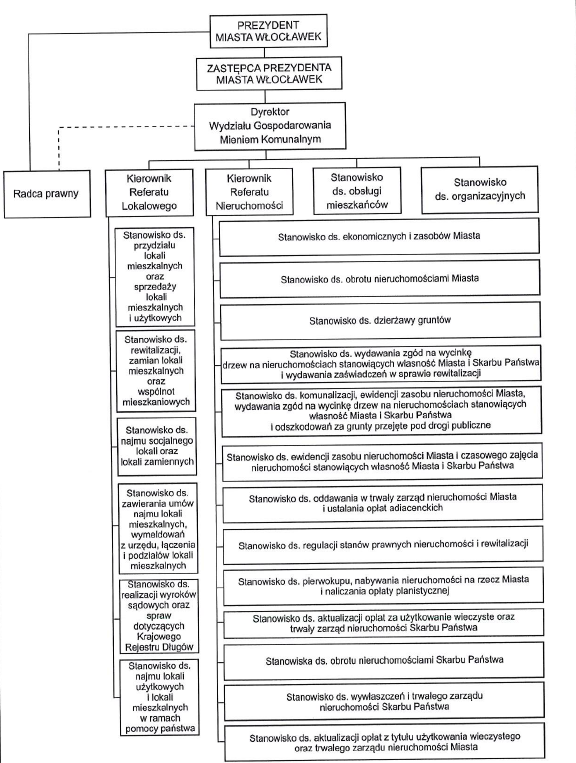 PREZYDENT
MIASTA WŁOCŁAWEK
ZASTĘPCA PREZYDENTA
MIASTA WŁOCŁAWEK
Dyrektor
Wydziału Gospodarowania
Mieniem Komunalnym
Radca prawny
Kierownik
Referatu
Lokalowego
Kierownik
Referatu
Nieruchomości
Stanowisko
ds. obsługi
mieszkańców
Stanowisko
ds. organizacyjnych
Stanowisko ds.
przydziału
lokali
mieszkalnych
oraz
sprzedaży
lokali
mieszkalnych
i użytkowych
Stanowisko ds.
rewitalizacji,
zamian lokali
mieszkalnych
oraz
wspólnot
mieszkaniowych
Stanowisko ds.
najmu socjalnego
lokali oraz
lokali zamiennych
Stanowisko ds.
zawierania umów
najmu lokali
mieszkalnych,
wymeldowań
z urzędu, łączenia
i podziałów lokali
mieszkalnych
Stanowisko ds.
realizacji wyroków
sądowych oraz
spraw
dotyczących
Krajowego
Rejestru Długów
Stanowisko ds.
najmu lokali
użytkowych
i lokali
mieszkalnych
w ramach
pomocy państwa
Stanowisko ds. ekonomicznych i zasobów Miasta
Stanowisko ds. obrotu nieruchomościami Miasta
Stanowisko ds. dzierżawy gruntów
Stanowisko ds. wydawania zgód na wycinkę
drzew na nieruchomościach stanowiących własność Miasta i Skarbu Państwa
i wydawania zaświadczeń w sprawie rewitalizacji
Stanowisko ds. komunalizacji, ewidencji zasobu nieruchomości Miasta,
wydawania zgód na wycinkę drzew na nieruchomościach stanowiących
własność Miasta i Skarbu Państwa
i odszkodowań za grunty przejęte pod drogi publiczne
Stanowisko ds. ewidencji zasobu nieruchomości Miasta i czasowego zajęcia
nieruchomości stanowiących własność Miasta i Skarbu Państwa
Stanowisko ds. oddawania w trwały zarząd nieruchomości Miasta
i ustalania opłat adiacenckich
Stanowisko ds. regulacji stanów prawnych nieruchomości i rewitalizacji
Stanowisko ds. pierwokupu, nabywania nieruchomości na rzecz Miasta
i naliczania opłaty planistycznej
Stanowisko ds. aktualizacji opłat za użytkowanie wieczyste oraz
trwały zarząd nieruchomości Skarbu Państwa
Stanowiska ds. obrotu nieruchomościami Skarbu Państwa
Stanowisko ds. wywłaszczeń i trwałego zarządu
nieruchomości Skarbu Państwa
Stanowisko ds. aktualizacji opłat z tytułu użytkowania wieczystego
oraz trwałego zarządu nieruchomości Miasta